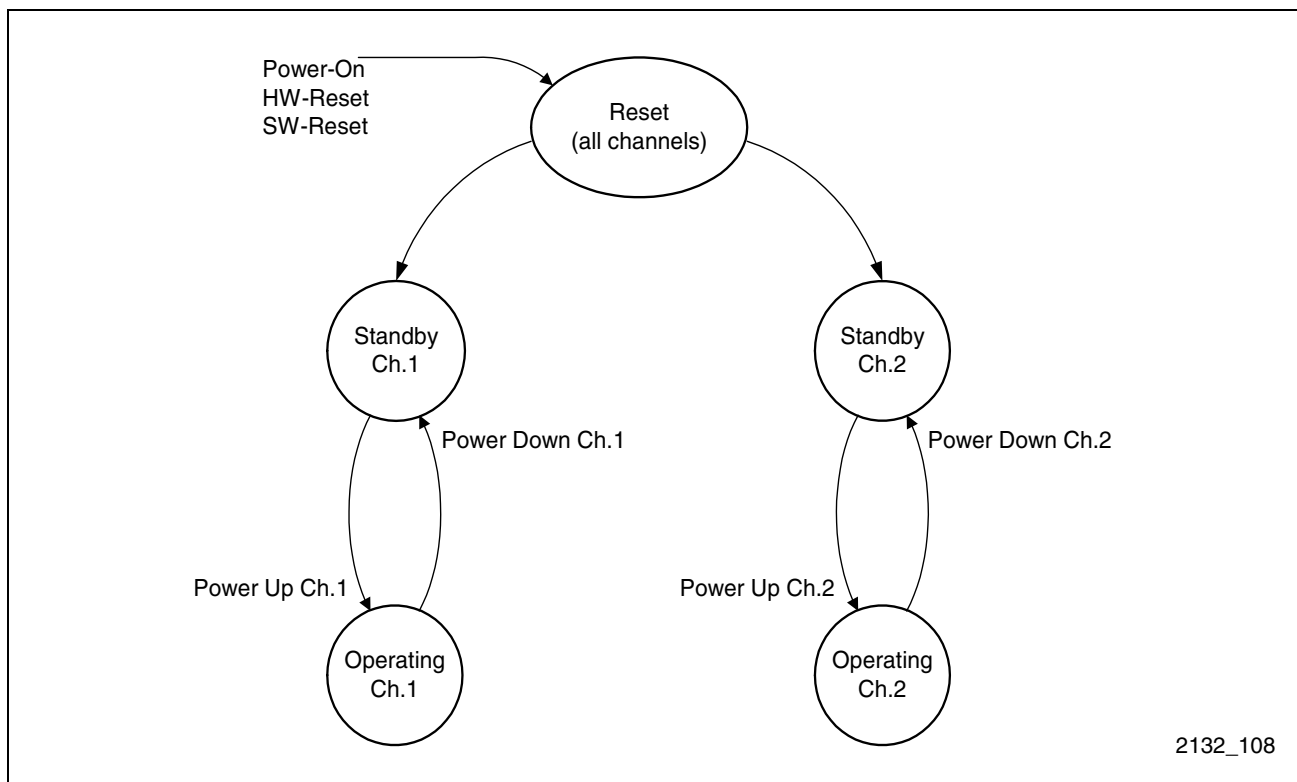 Power-On
HW-Reset
SW-Reset
Reset
(all channels)
Standby
Ch.1
Standby
Ch.2
Power Down Ch.1
Power Down Ch.2
Power Up Ch.1
Power Up Ch.2
Operating
Ch.1
Operating
Ch.2
2132_108